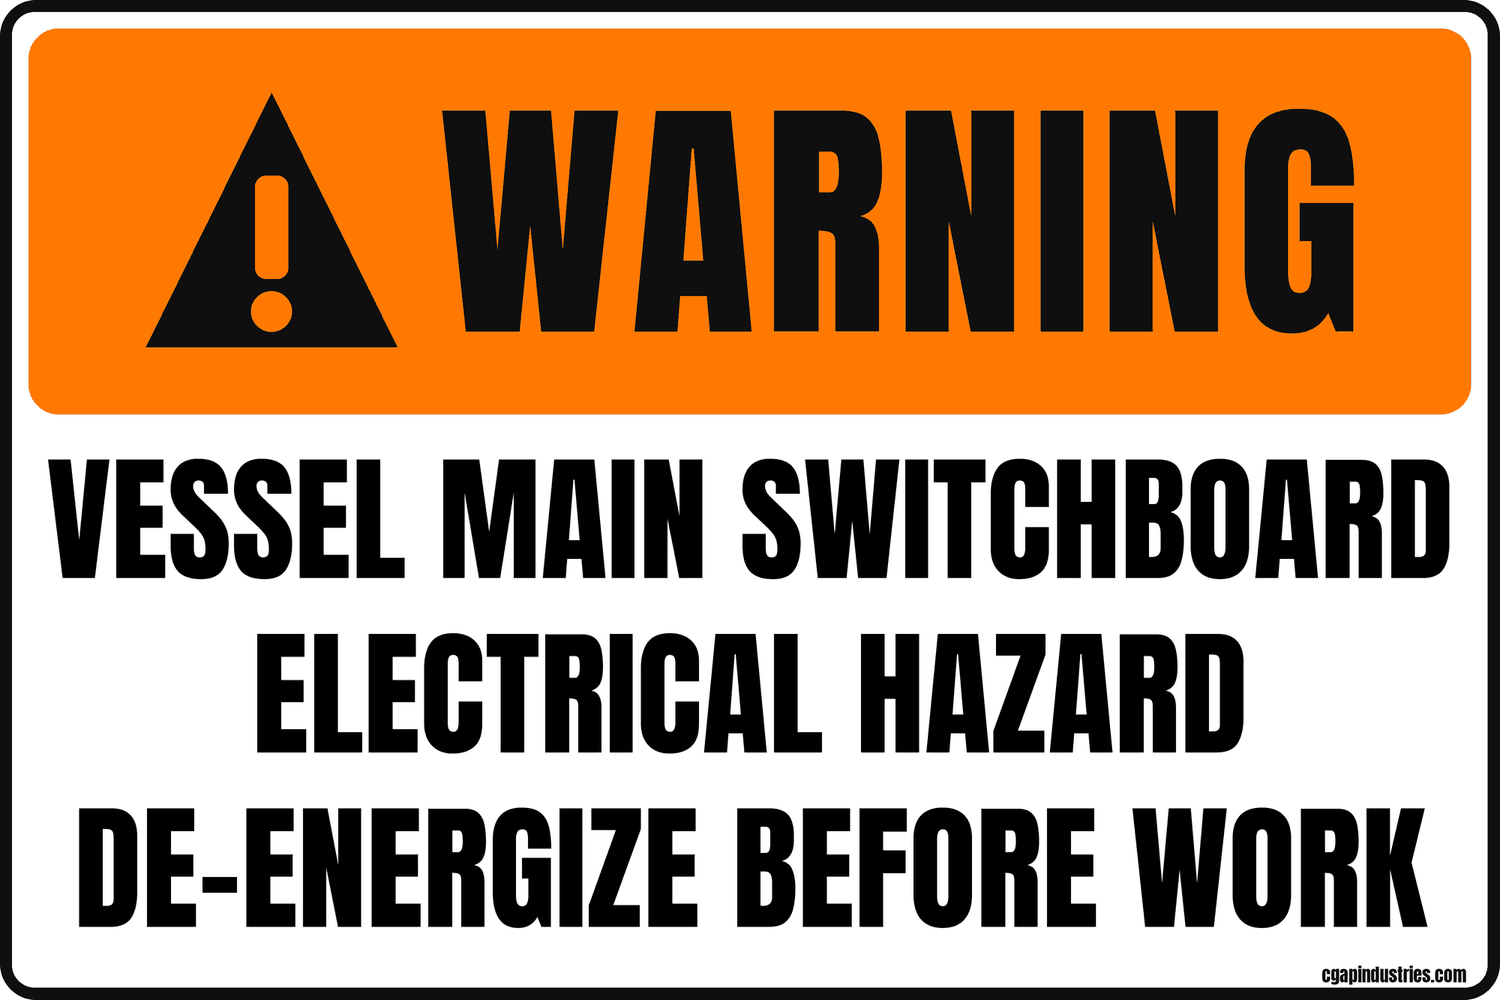 WARNING
VESSEL MAIN SWITCHBOARD
ELECTRICAL HAZARD
DE-ENERGIZE BEFORE WORK
cgapindustries.com